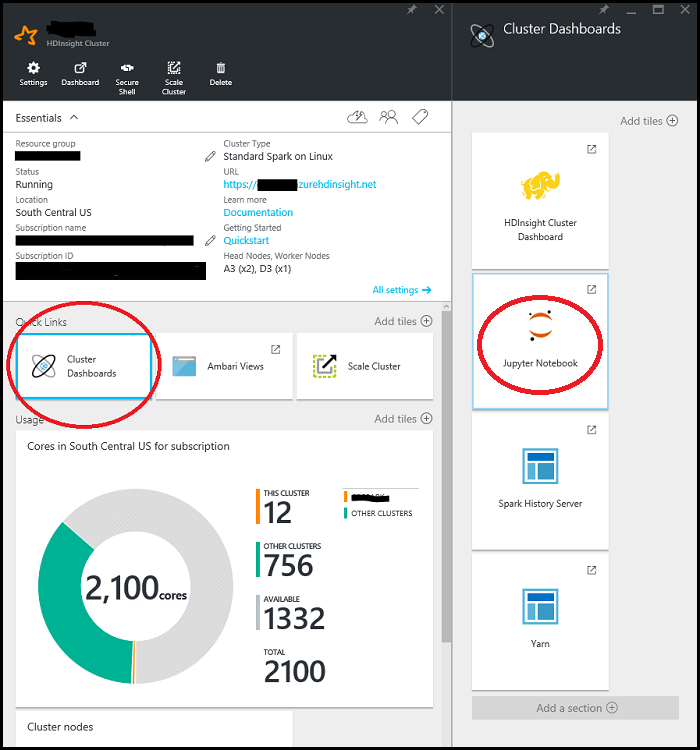 HDInsight Cluster
Settings
Dashboard
Secure
Shell
Scale
Cluster
Delete
Essentials
Resource group
Status
Running
Location
South Central US
Subscription name
Subscription ID
Cluster Type
Standard Spark on Linux
URL
https://zurehdinsight.net
Learn more
Documentation
Getting Started
Quickstart
Head Nodes, Worker Nodes
A3 (x2), D3 (x1)
All settings
Quick Links
Add tiles
Cluster
Dashboards
Ambari Views
Scale Cluster
Usage
Add tiles
Cores in South Central US for subscription
2,100 cores
THIS CLUSTER
12
OTHER CLUSTERS
756
AVAILABLE
1332
TOTAL
2100
OTHER CLUSTERS
Cluster nodes
Cluster Dashboards
Add tiles
HDInsight Cluster
Dashboard
Jupyter Notebook
Spark History Server
Yarn
Add a section